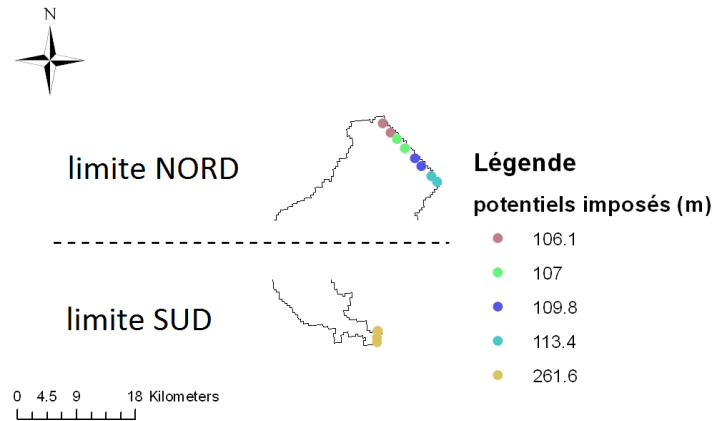 N
limite NORD
Légende
potentiels imposés (m)
106.1
107
109.8
113.4
261.6
limite SUD
0 4.5 9 18 Kilometers